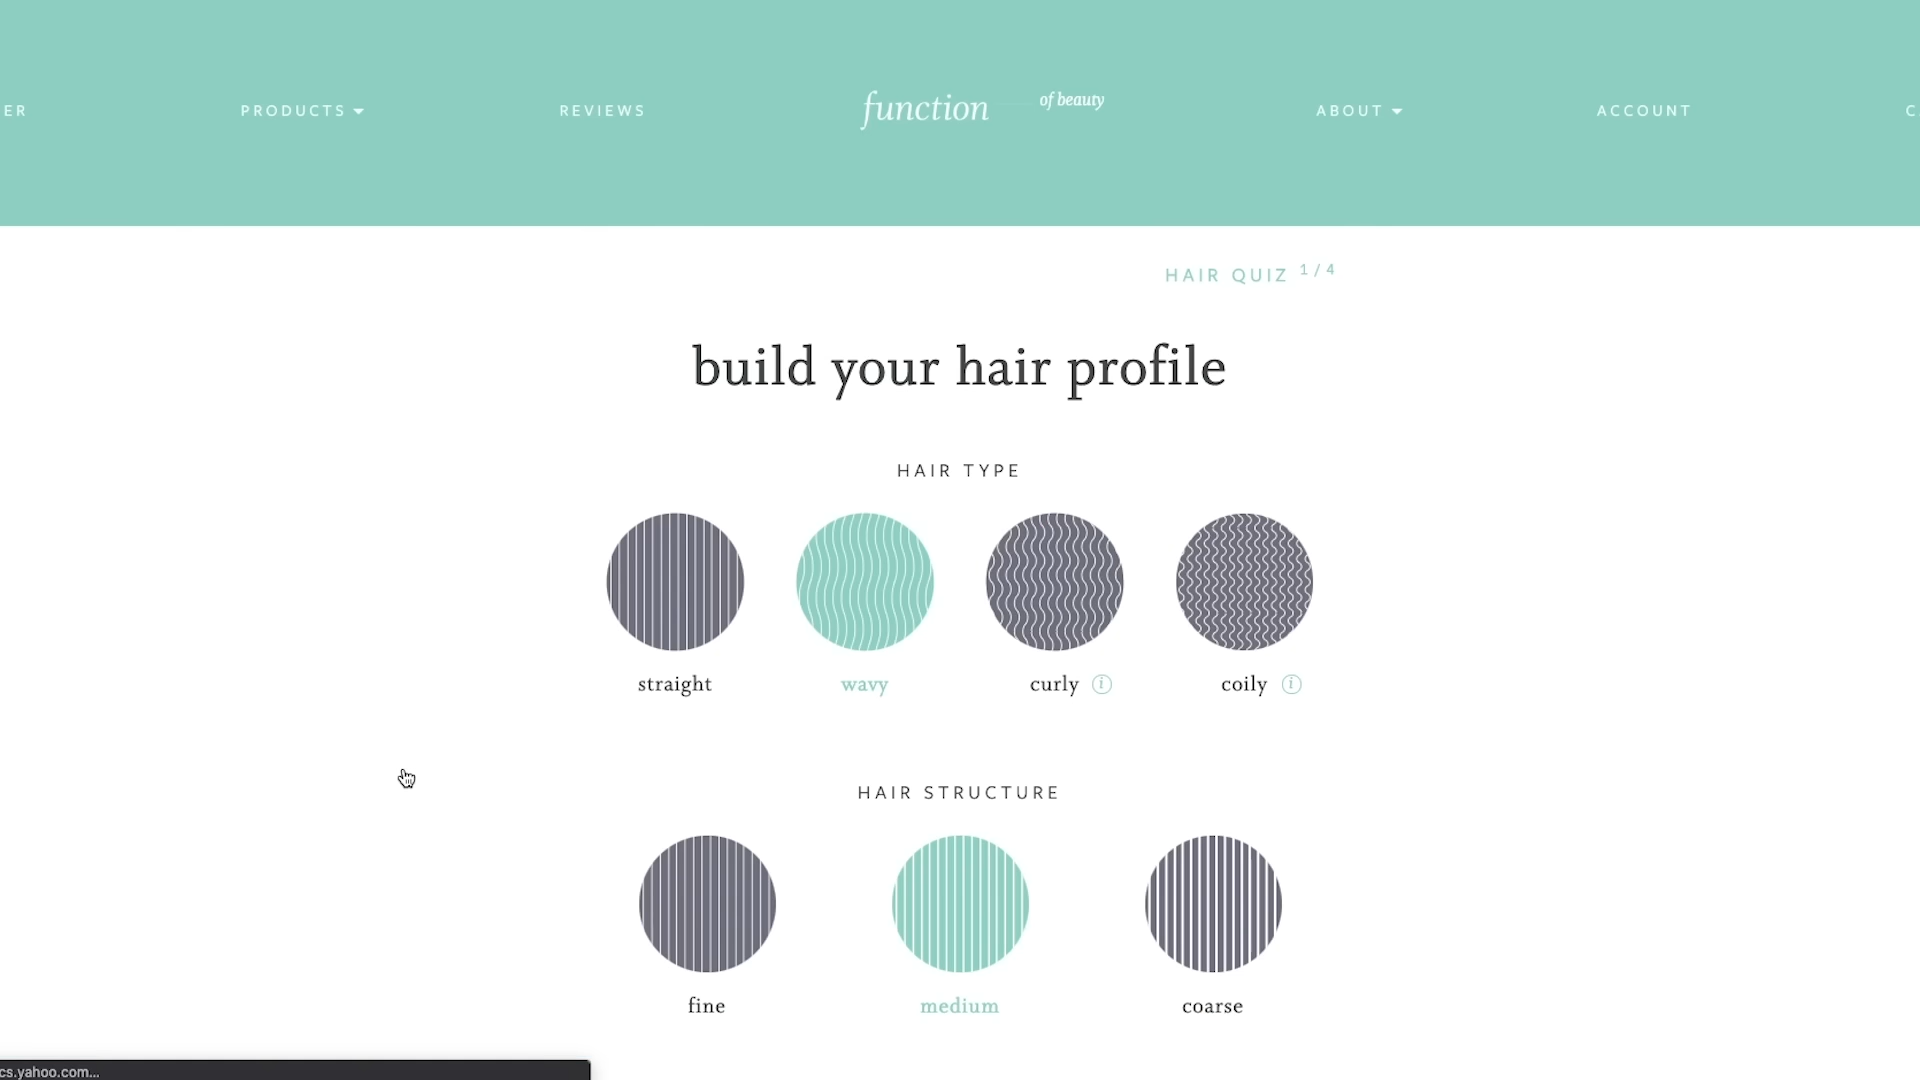 ER PRODUCTS REVIEWS function of beauty ABOUT ACCOUNT C
HAIR QUIZ 1/4
build your hair profile
HAIR TYPE
straight wavy curly i coily i
HAIR STRUCTURE
fine medium coarse
cs.yahoo.com...